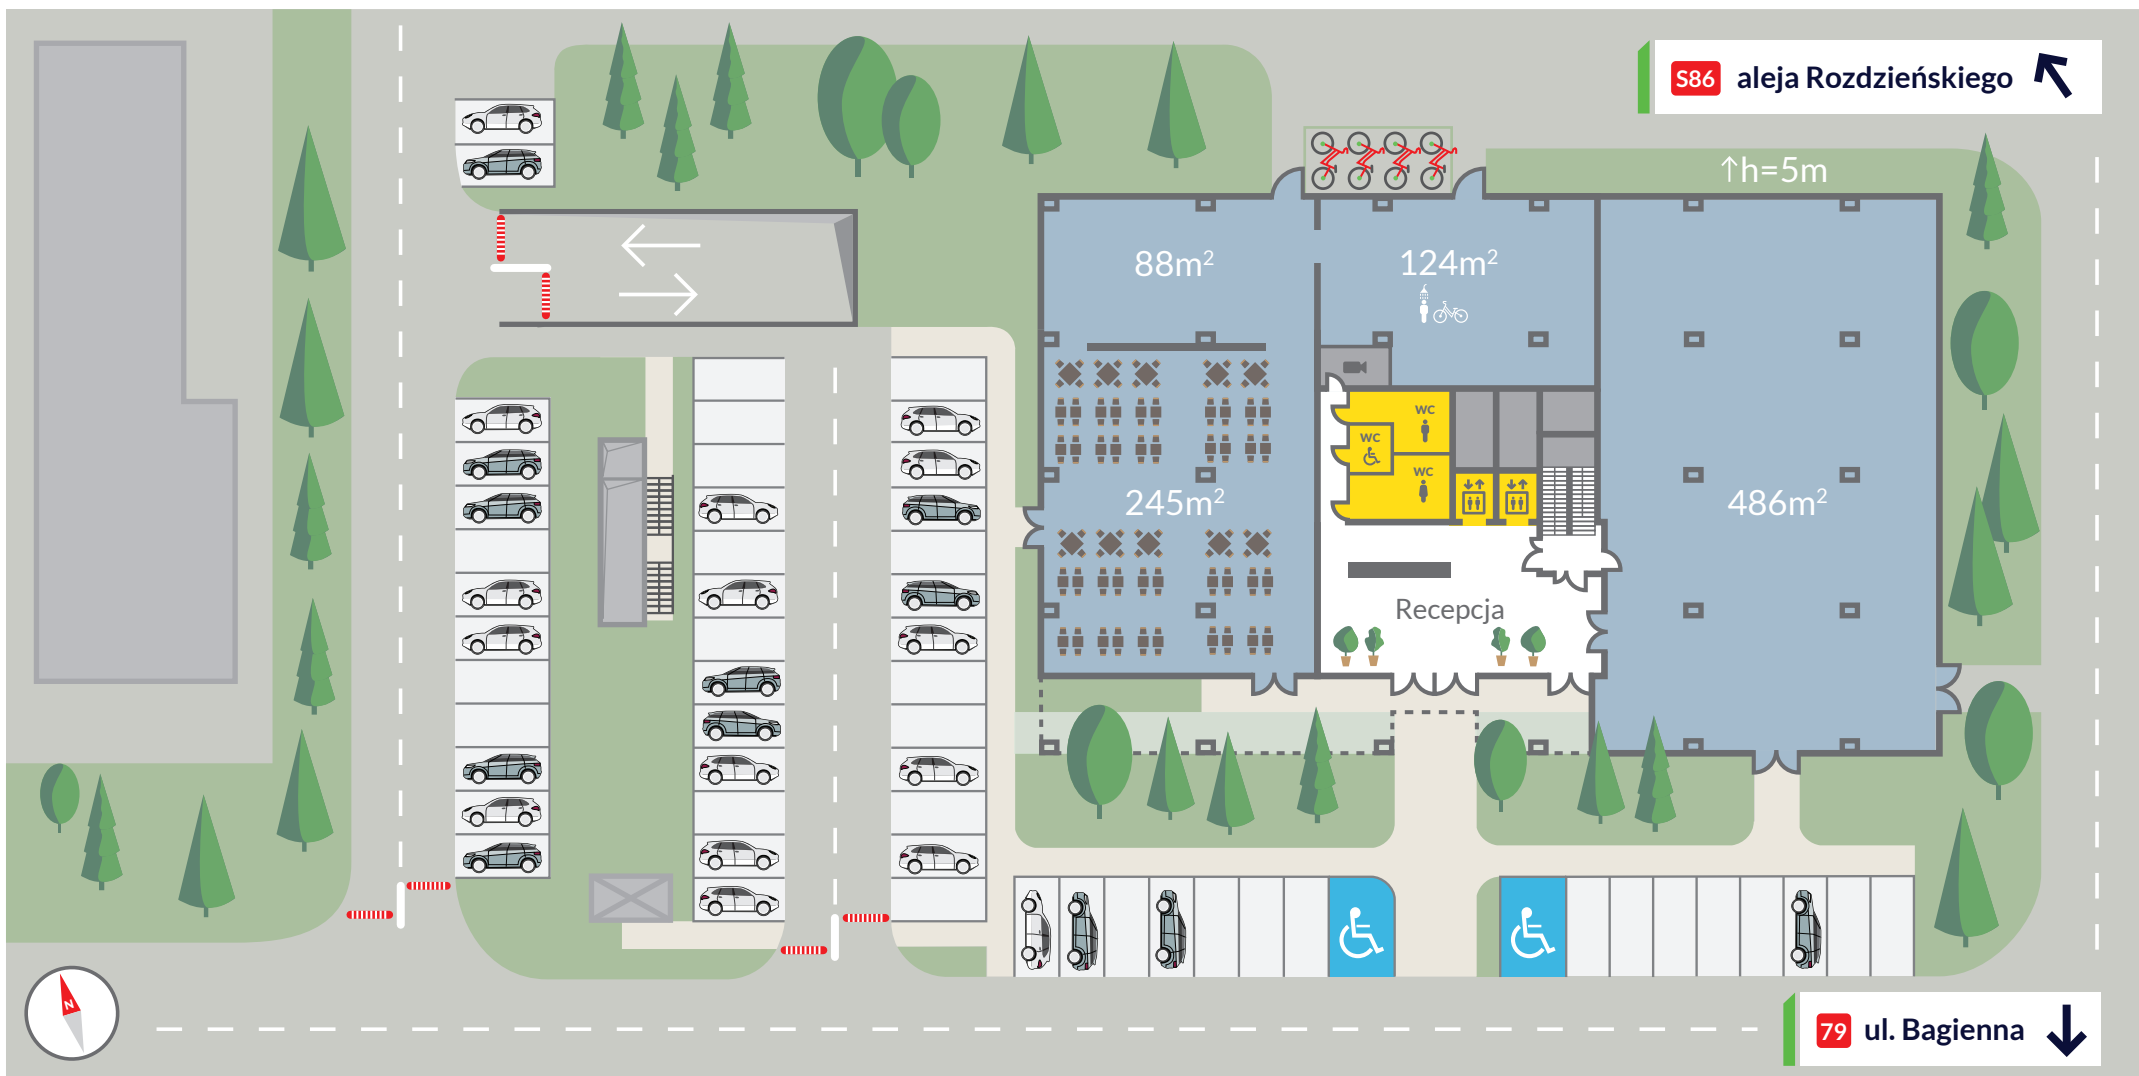 S86 aleja Rozdzieńskiego
↑h=5m
88m²
124m²
WC
WC
WC
245m²
486m²
Recepcja
N
79 ul. Bagienna